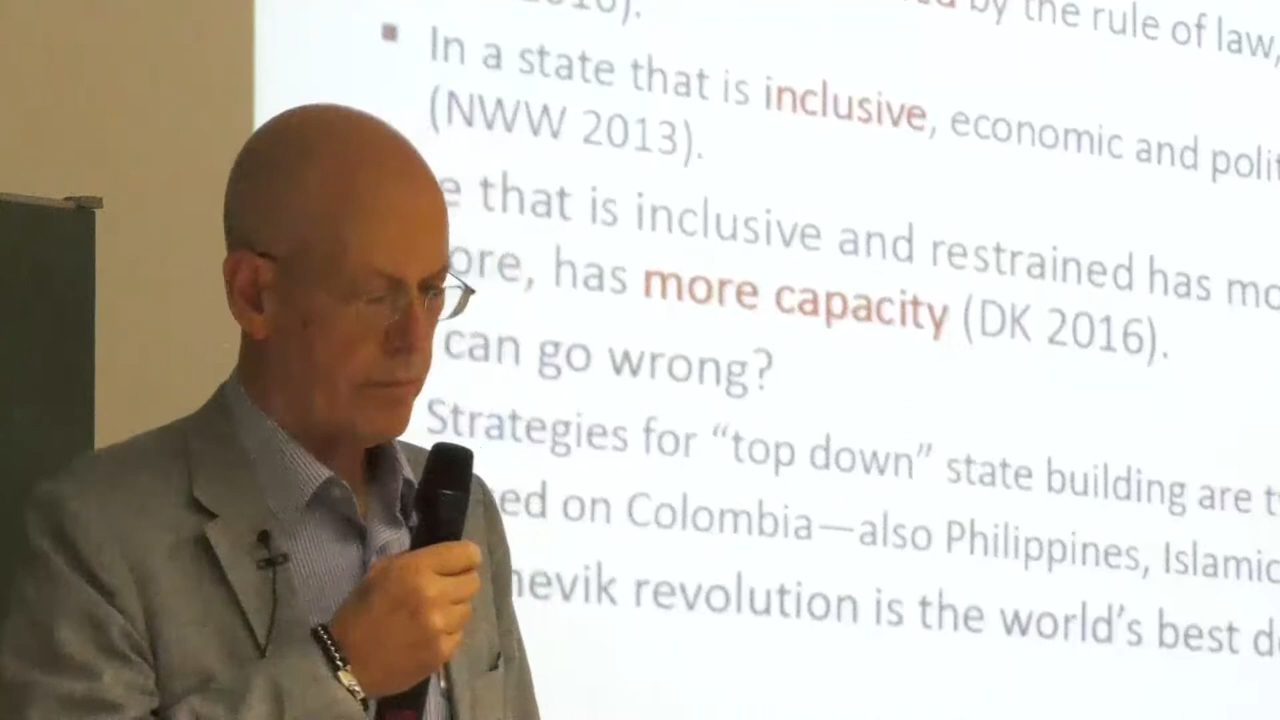 by the rule of law,
In a state that is inclusive, economic and polit
(NWW 2013).
e that is inclusive and restrained has mo
ore, has more capacity (DK 2016).
can go wrong?
Strategies for “top down” state building are t
ed on Colombia—also Philippines, Islamic
hevik revolution is the world’s best d